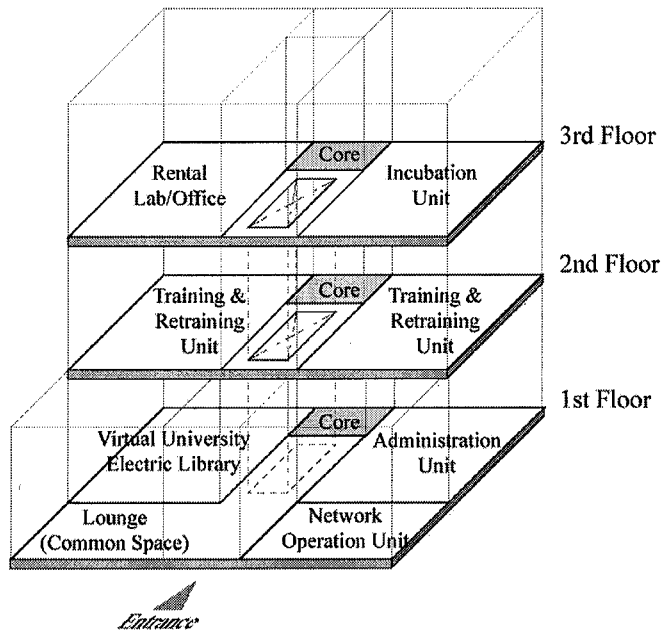 3rd Floor
Core
Rental
Lab/Office
Incubation
Unit
2nd Floor
Core
Training &
Retraining
Unit
Training &
Retraining
Unit
1st Floor
Core
Virtual University
Electric Library
Administration
Unit
Lounge
(Common Space)
Network
Operation Unit
Entrance